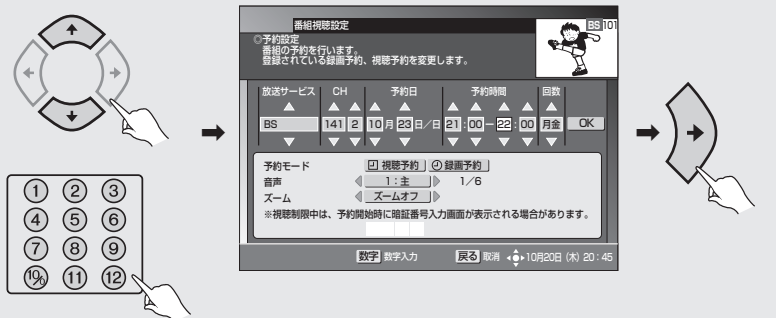 番組視聴設定
BS 101
◎予約設定
番組の予約を行います。
登録されている録画予約、視聴予約を変更します。
放送サービス CH 予約日 予約時間 回数
BS 141 2 10 月 23 日/日 21 : 00 ー 22 : 00 月金 OK
予約モード 視聴予約 録画予約
音声 1:主 1/6
ズーム ズームオフ
※視聴制限中は、予約開始時に暗証番号入力画面が表示される場合があります。
数字 数字入力 戻る 取消 10月20日 (木) 20:45
1 2 3
4 5 6
7 8 9
10/0 11 12